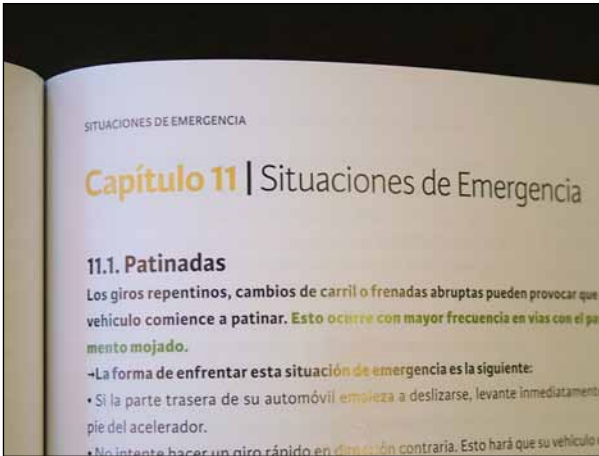 SITUACIONES DE EMERGENCIA
Capítulo 11 | Situaciones de Emergencia
11.1. Patinadas
Los giros repentinos, cambios de carril o frenadas abruptas pueden provocar que
vehículo comience a patinar. Esto ocurre con mayor frecuencia en vías con el pa
mento mojado.
→La forma de enfrentar esta situación de emergencia es la siguiente:
• Si la parte trasera de su automóvil empieza a deslizarse, levante inmediatamente
pie del acelerador.
• No intente hacer un giro rápido en dirección contraria. Esto hará que su vehículo